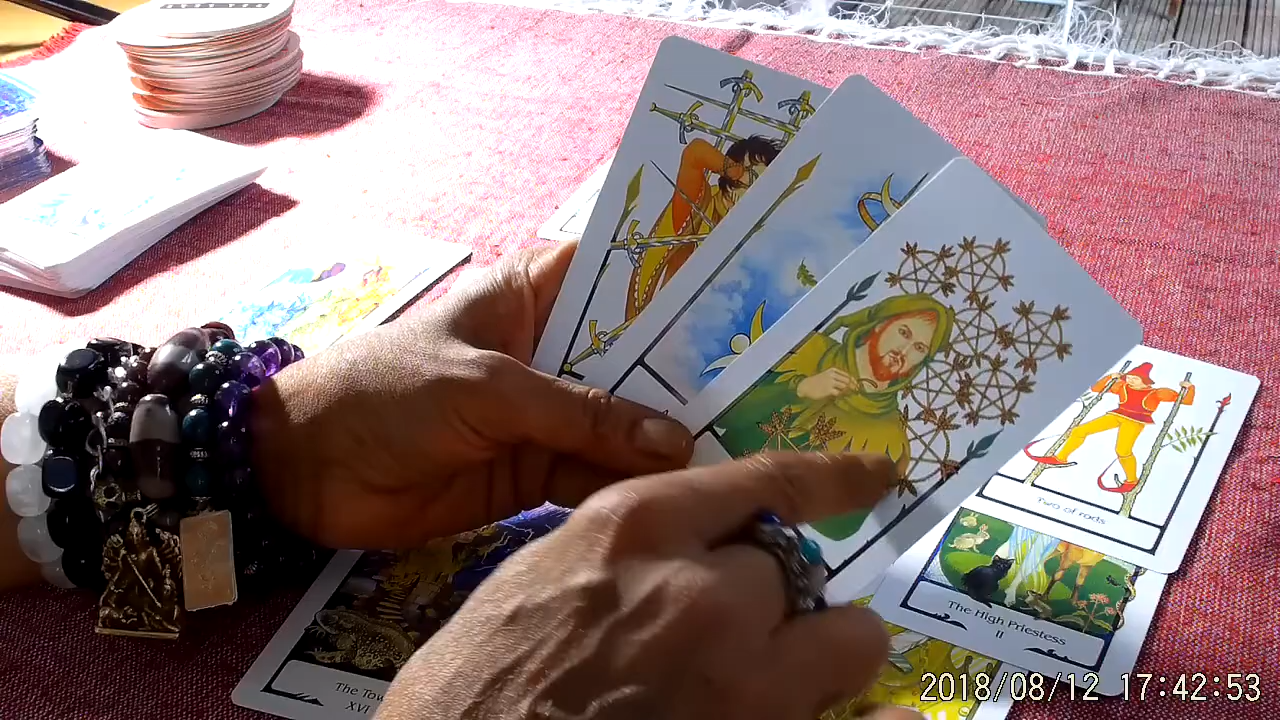 Two of rods
The High Priestess
II
The Tow
XVI
2018/08/12 17:42:53